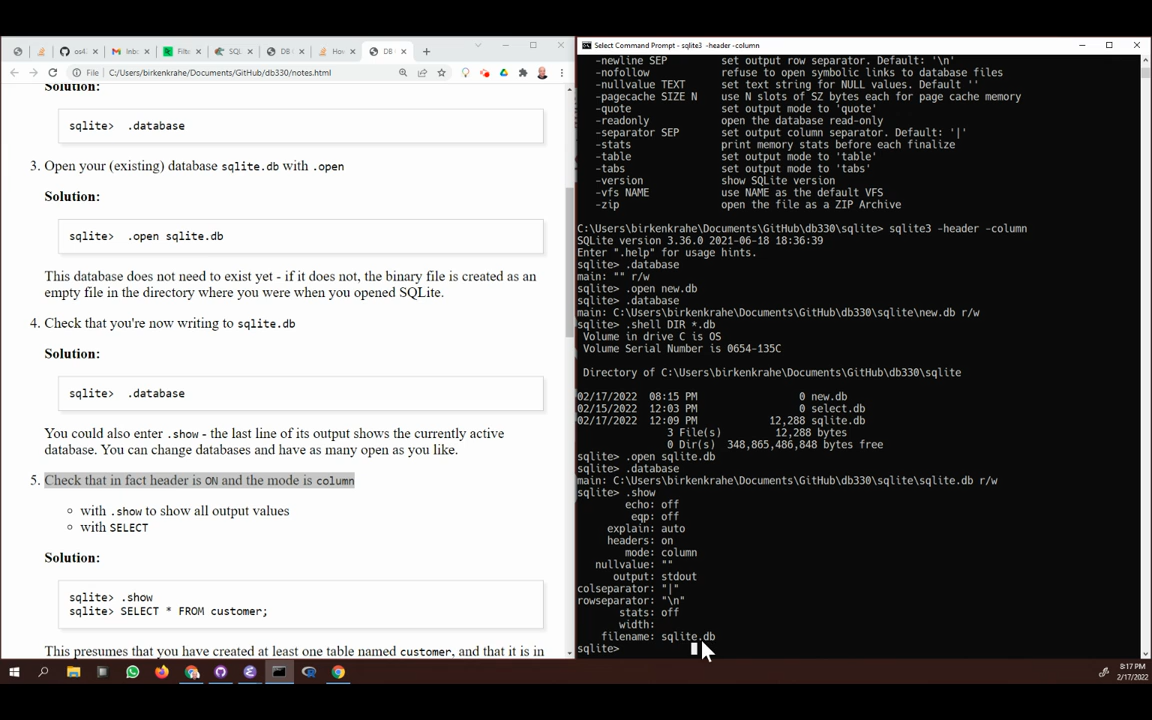 os4
Inb
Filte
SQL
DB
How
DB
File
C:/Users/birkenkrahe/Documents/GitHub/db330/notes.html
Solution:
sqlite> .database
3. Open your (existing) database sqlite.db with .open
Solution:
sqlite> .open sqlite.db
This database does not need to exist yet - if it does not, the binary file is created as an
empty file in the directory where you were when you opened SQLite.
4. Check that you're now writing to sqlite.db
Solution:
sqlite> .database
You could also enter .show - the last line of its output shows the currently active
database. You can change databases and have as many open as you like.
5. Check that in fact header is ON and the mode is column
with .show to show all output values
with SELECT
Solution:
sqlite> .show
sqlite> SELECT * FROM customer;
This presumes that you have created at least one table named customer, and that it is in
Select Command Prompt - sqlite3 -header -column
-newline SEP set output row separator. Default: '\n'
-nofollow refuse to open symbolic links to database files
-nullvalue TEXT set text string for NULL values. Default ''
-pagecache SIZE N use N slots of SZ bytes each for page cache memory
-quote set output mode to 'quote'
-readonly open the database read-only
-separator SEP set output column separator. Default: '|'
-stats print memory stats before each finalize
-table set output mode to 'table'
-tabs set output mode to 'tabs'
-version show SQLite version
-vfs NAME use NAME as the default VFS
-zip open the file as a ZIP Archive
C:\Users\birkenkrahe\Documents\GitHub\db330\sqlite> sqlite3 -header -column
SQLite version 3.36.0 2021-06-18 18:36:39
Enter ".help" for usage hints.
sqlite> .database
main: "" r/w
sqlite> .open new.db
sqlite> .database
main: C:\Users\birkenkrahe\Documents\GitHub\db330\sqlite\new.db r/w
sqlite> .shell DIR *.db
Volume in drive C is OS
Volume Serial Number is 0654-135C
Directory of C:\Users\birkenkrahe\Documents\GitHub\db330\sqlite
02/17/2022 08:15 PM 0 new.db
02/15/2022 12:03 PM 0 select.db
02/17/2022 12:09 PM 12,288 sqlite.db
3 File(s) 12,288 bytes
0 Dir(s) 348,865,486,848 bytes free
sqlite> .open sqlite.db
sqlite> .database
main: C:\Users\birkenkrahe\Documents\GitHub\db330\sqlite\sqlite.db r/w
sqlite> .show
echo: off
eqp: off
explain: auto
headers: on
mode: column
nullvalue: ""
output: stdout
colseparator: "|"
rowseparator: "\n"
stats: off
width:
filename: sqlite.db
sqlite>
8:17 PM
2/17/2022